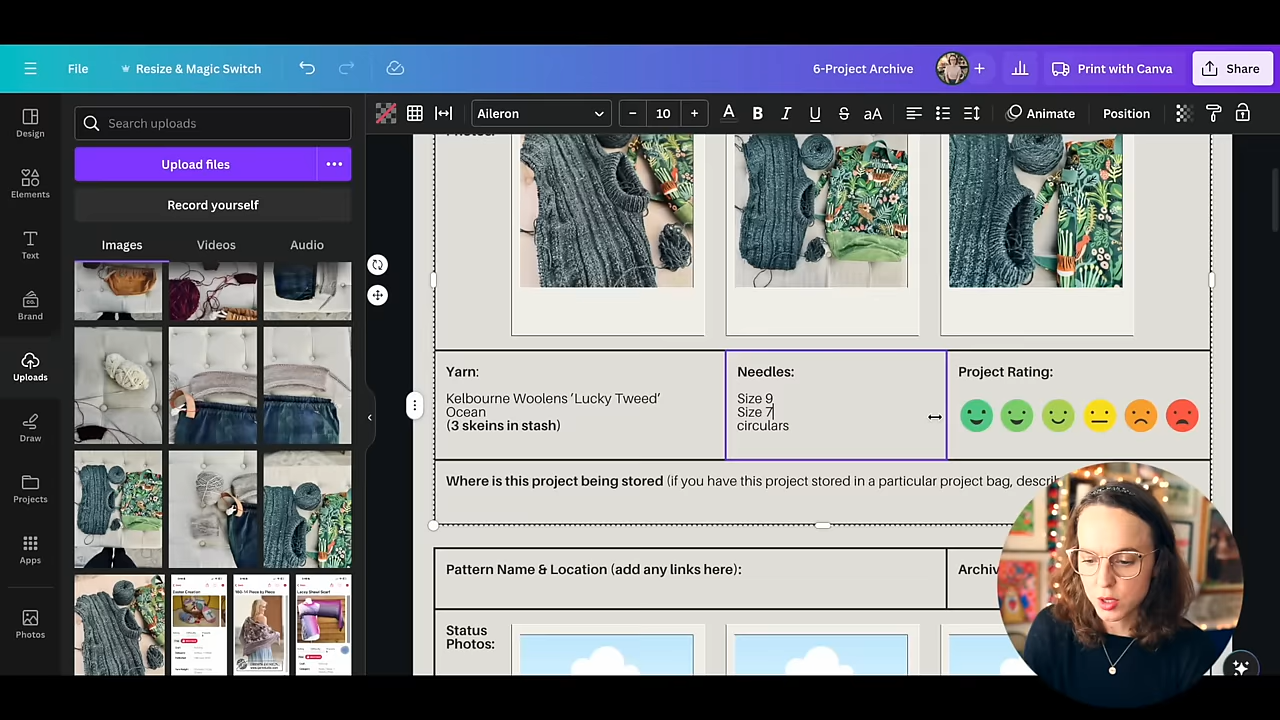 File
Resize & Magic Switch
6-Project Archive
Print with Canva
Share
Design
Elements
Text
Brand
Uploads
Draw
Projects
Apps
Photos
Search uploads
Upload files
Record yourself
Images
Videos
Audio
Aileron
10
A
B
I
U
S
aA
Animate
Position
Yarn:
Kelbourne Woolens ‘Lucky Tweed’
Ocean
(3 skeins in stash)
Needles:
Size 9
Size 7
circulars
Project Rating:
Where is this project being stored (if you have this project stored in a particular project bag,
Pattern Name & Location (add any links here):
Status
Photos: